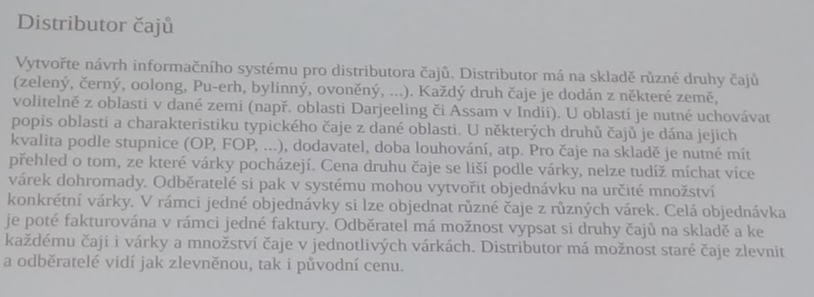 Distributor čajů
Vytvořte návrh informačního systému pro distributora čajů. Distributor má na skladě různé druhy čajů
(zelený, černý, oolong, Pu-erh, bylinný, ovoněný, ...). Každý druh čaje je dodán z některé země,
volitelně z oblasti v dané zemi (např. oblasti Darjeeling či Assam v Indii). U oblastí je nutné uchovávat
popis oblasti a charakteristiku typického čaje z dané oblasti. U některých druhů čajů je dána jejich
kvalita podle stupnice (OP, FOP, ...), dodavatel, doba louhování, atp. Pro čaje na skladě je nutné mít
přehled o tom, ze které várky pocházejí. Cena druhu čaje se liší podle várky, nelze tudíž míchat více
várek dohromady. Odběratelé si pak v systému mohou vytvořit objednávku na určité množství
konkrétní várky. V rámci jedné objednávky si lze objednat různé čaje z různých várek. Celá objednávka
je poté fakturována v rámci jedné faktury. Odběratel má možnost vypsat si druhy čajů na skladě a ke
každému čaji i várky a množství čaje v jednotlivých várkách. Distributor má možnost staré čaje zlevnit
a odběratelé vidí jak zlevněnou, tak i původní cenu.